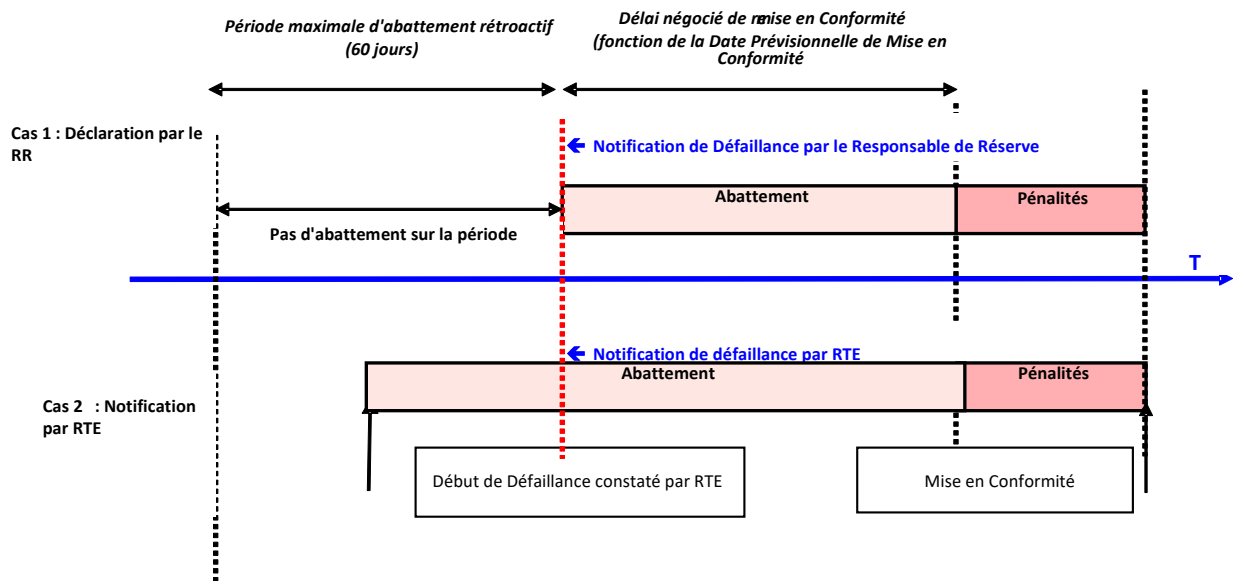 Période maximale d'abattement rétroactif
(60 jours)
Délai négocié de remise en Conformité
(fonction de la Date Prévisionnelle de Mise en
Conformité
Cas 1 : Déclaration par le
RR
Notification de Défaillance par le Responsable de Réserve
Abattement
Pénalités
Pas d'abattement sur la période
T
Notification de défaillance par RTE
Abattement
Pénalités
Cas 2 : Notification
par RTE
Début de Défaillance constaté par RTE
Mise en Conformité